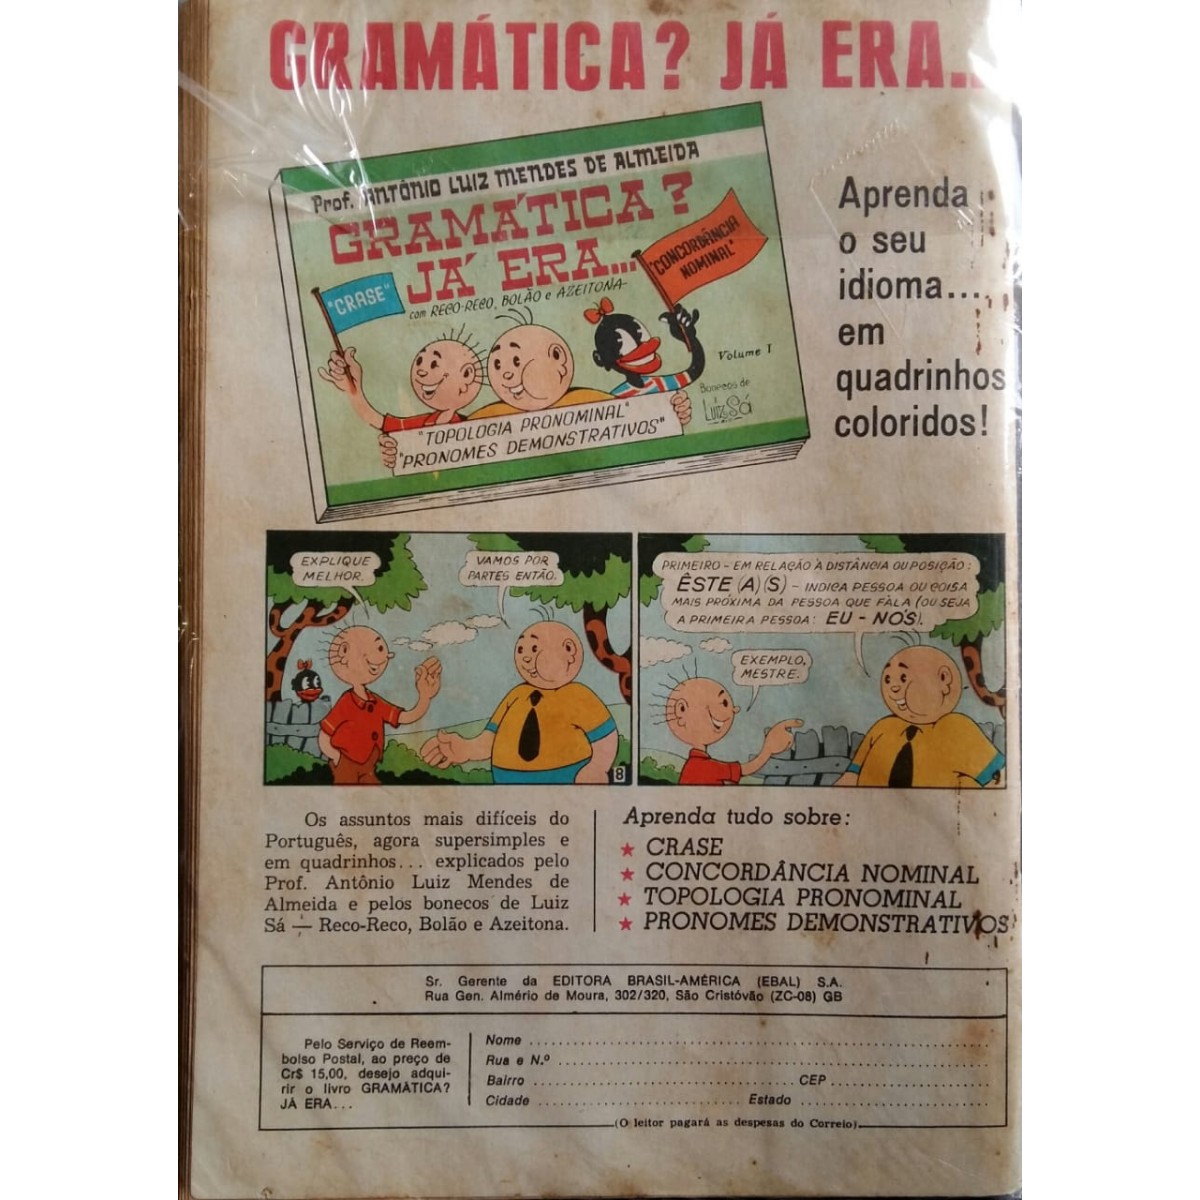 GRAMÁTICA? JÁ ERA...
Prof. ANTÔNIO LUIZ MENDES DE ALMEIDA
GRAMÁTICA?
JÁ ERA...
com RECO-RECO, BOLÃO e AZEITONA-
"CRASE"
"CONCORDÂNCIA
NOMINAL"
Volume I
Bonecos de
LUIZ SÁ
"TOPOLOGIA PRONOMINAL"
"PRONOMES DEMONSTRATIVOS"
Aprenda
o seu
idioma...
em
quadrinhos
coloridos!
EXPLIQUE
MELHOR.
VAMOS POR
PARTES ENTÃO.
8
PRIMEIRO - EM RELAÇÃO À DISTÂNCIA OU POSIÇÃO:
ÊSTE (A) (S) - INDICA PESSOA OU COISA
MAIS PRÓXIMA DA PESSOA QUE FALA (OU SEJA
A PRIMEIRA PESSOA: EU - NÓS).
EXEMPLO,
MESTRE.
9
Os assuntos mais difíceis do
Português, agora supersimples e
em quadrinhos... explicados pelo
Prof. Antônio Luiz Mendes de
Almeida e pelos bonecos de Luiz
Sá — Reco-Reco, Bolão e Azeitona.
Aprenda tudo sobre:
★ CRASE
★ CONCORDÂNCIA NOMINAL
★ TOPOLOGIA PRONOMINAL
★ PRONOMES DEMONSTRATIVOS
Sr. Gerente da EDITORA BRASIL-AMÉRICA (EBAL) S.A.
Rua Gen. Almério de Moura, 302/320, São Cristóvão (ZC-08) GB
Pelo Serviço de Reem-
bolso Postal, ao preço de
Cr$ 15,00, desejo adqui-
rir o livro GRAMÁTICA?
JÁ ERA...
Nome
Rua e N.º
Bairro CEP
Cidade Estado
(O leitor pagará as despesas do Correio)